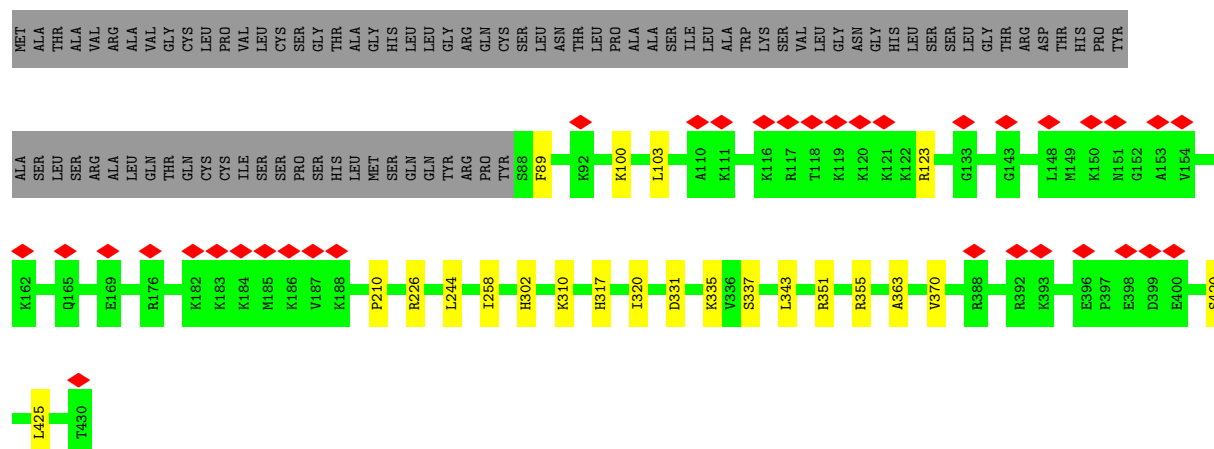 MET ALA THR ALA VAL ARG ALA VAL GLY CYS LEU PRO VAL LEU CYS SER GLY THR ALA GLY HIS LEU LEU GLY ARG GLN CYS SER LEU ASN THR LEU PRO ALA ALA SER ILE LEU ALA TRP LYS SER VAL LEU GLY ASN GLY HIS LEU SER SER LEU GLY THR ARG ASP THR HIS PRO TYR
ALA SER LEU SER ARG ALA LEU GLN THR GLN CYS CYS ILE SER SER PRO SER HIS LEU MET SER GLN GLN TYR ARG PRO TYR S88 F89 K92 K100 L103 A110 K111 K116 R117 T118 K119 K120 K121 K122 R123 G133 G143 L148 M149 K150 N151 G152 A153 V154
K162 Q165 E169 R176 K182 K183 K184 M185 K186 V187 K188 P210 R226 L244 I258 H302 K310 H317 I320 D331 K335 V336 S337 L343 R351 R355 A363 V370 R388 R392 K393 E396 P397 E398 D399 E400
L425 T430